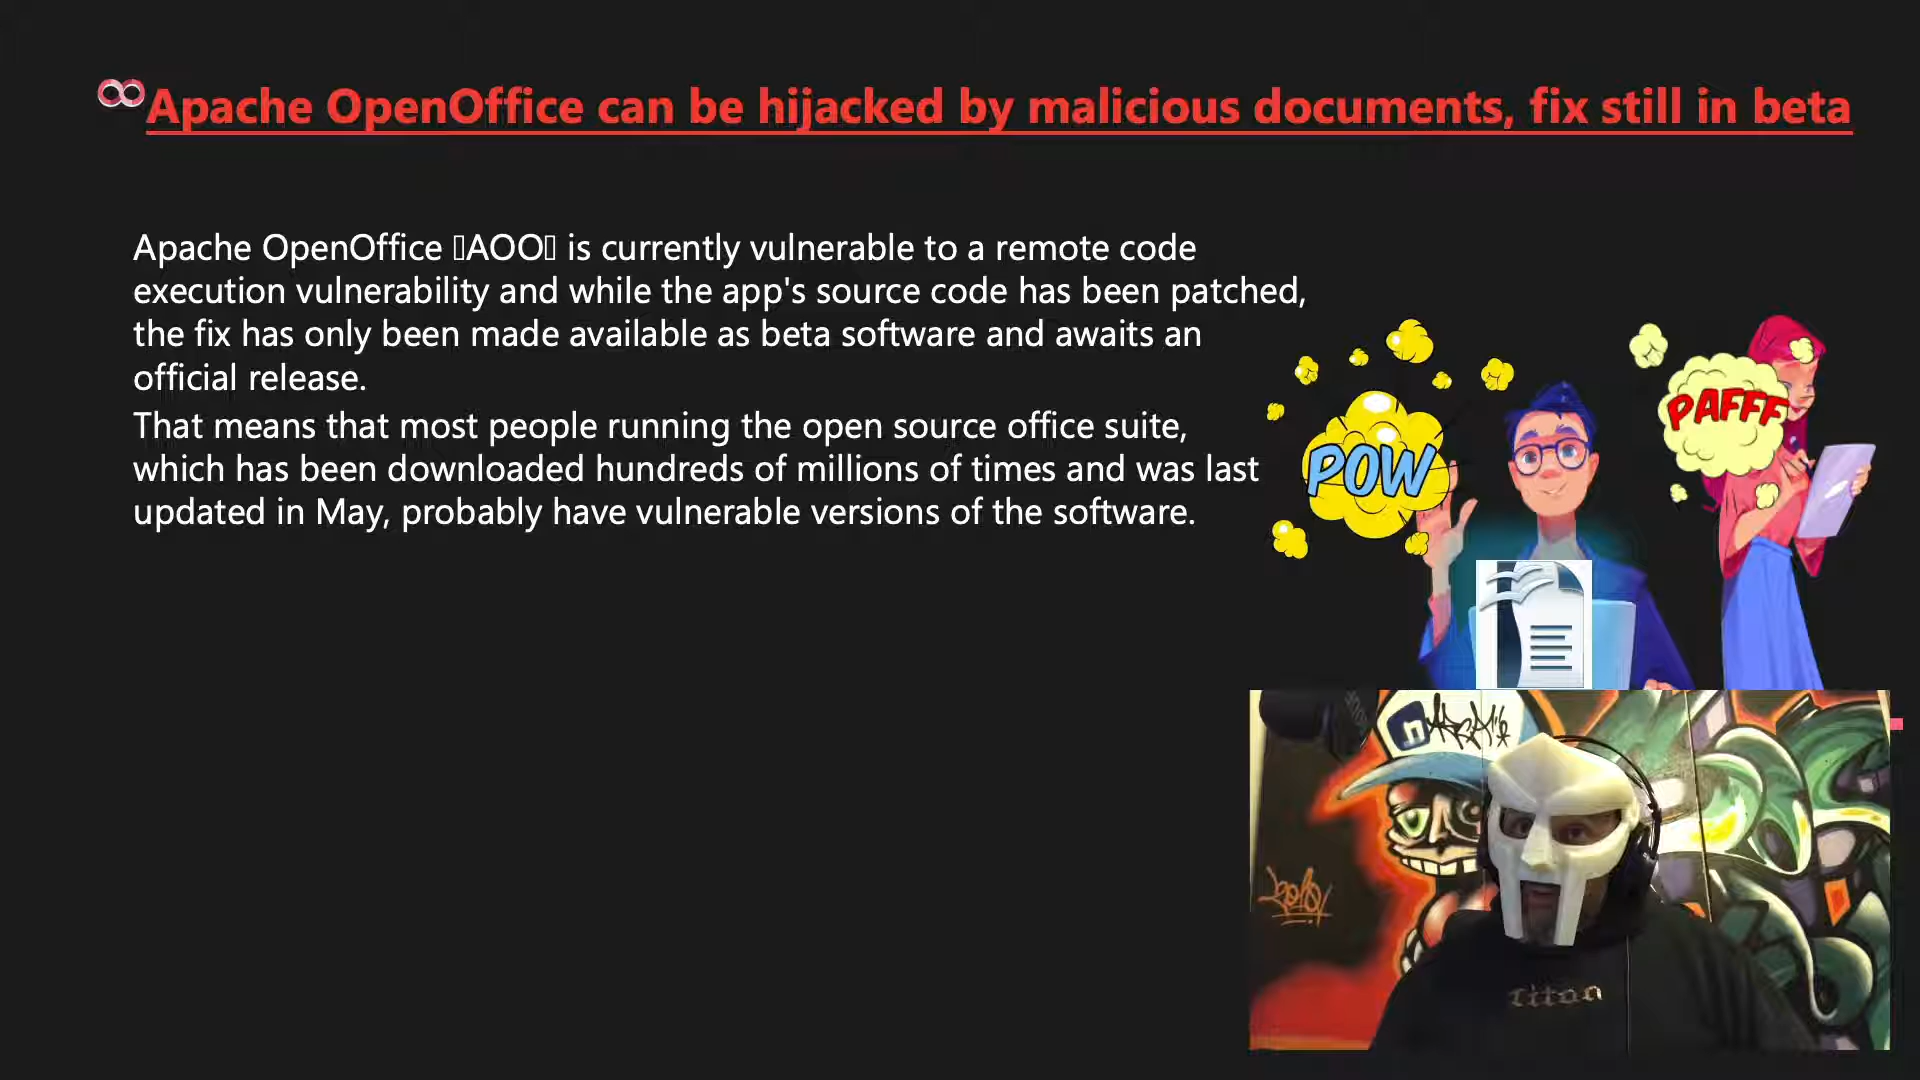 Apache OpenOffice can be hijacked by malicious documents, fix still in beta
Apache OpenOffice ▯AOO▯ is currently vulnerable to a remote code
execution vulnerability and while the app's source code has been patched,
the fix has only been made available as beta software and awaits an
official release.
That means that most people running the open source office suite,
which has been downloaded hundreds of millions of times and was last
updated in May, probably have vulnerable versions of the software.
POW
PAFFF